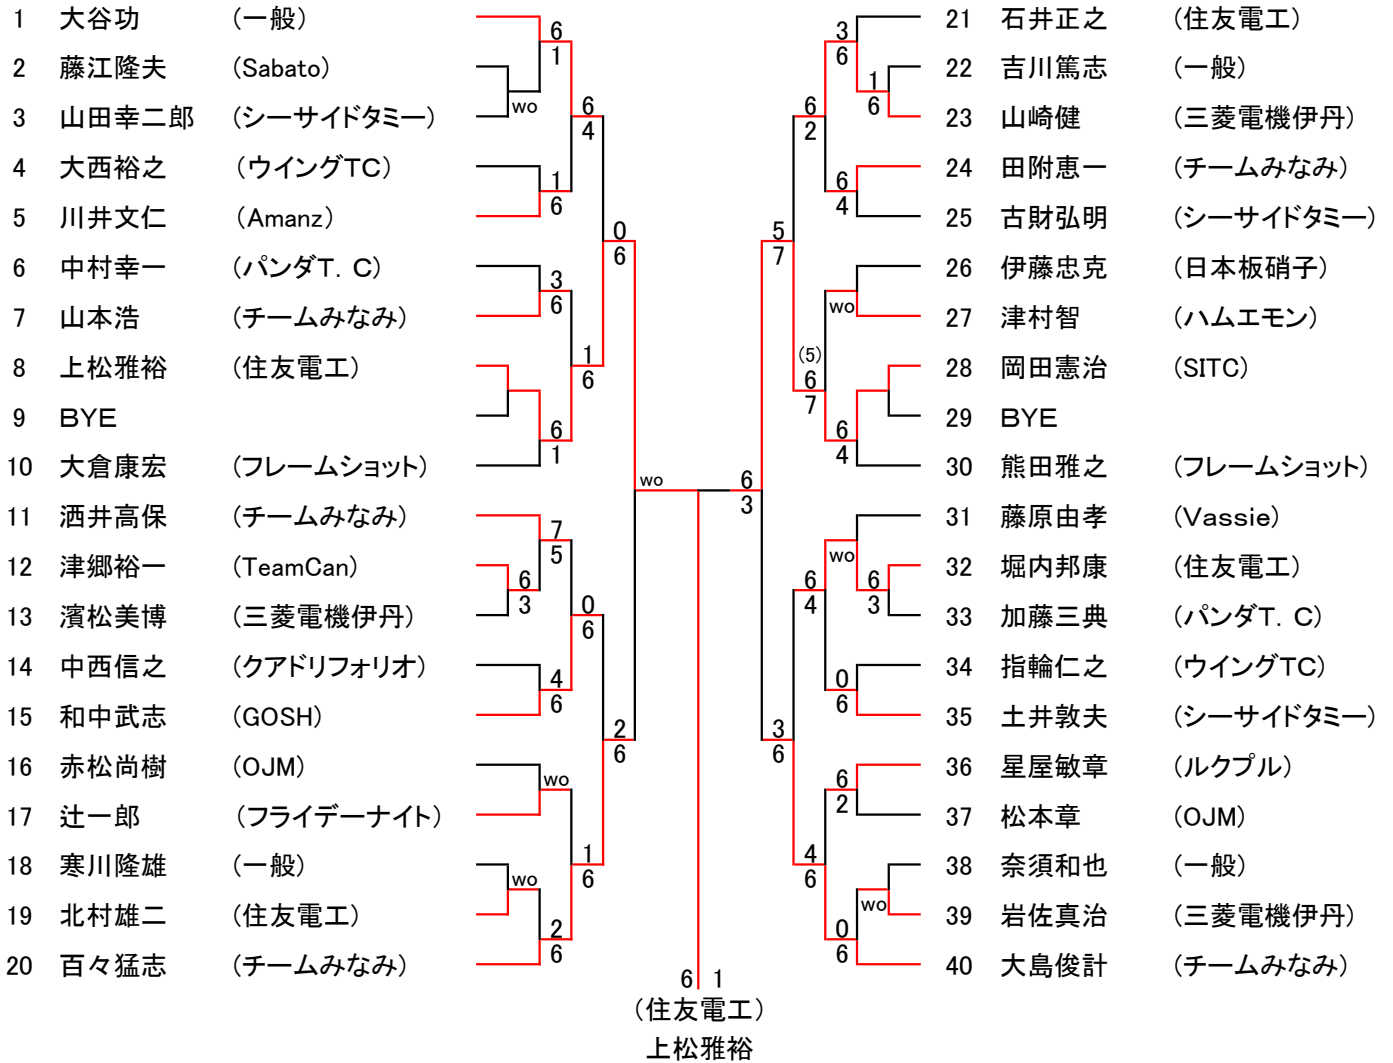 1 大谷功 （一般）
2 藤江隆夫 （Sabato）
3 山田幸二郎 （シーサイドタミー）
4 大西裕之 （ウイングTC）
5 川井文仁 （Amanz）
6 中村幸一 （パンダT．C）
7 山本浩 （チームみなみ）
8 上松雅裕 （住友電工）
9 BYE
10 大倉康宏 （フレームショット）
11 洒井高保 （チームみなみ）
12 津郷裕一 （TeamCan）
13 濱松美博 （三菱電機伊丹）
14 中西信之 （クアドリフォリオ）
15 和中武志 （GOSH）
16 赤松尚樹 （OJM）
17 辻一郎 （フライデーナイト）
18 寒川隆雄 （一般）
19 北村雄二 （住友電工）
20 百々猛志 （チームみなみ）
6
1
wo
1
6
6
4
3
6
6
1
1
6
0
6
7
5
6
3
4
6
0
6
wo
wo
2
6
1
6
2
6
wo
6
3
5
7
6
2
3
6
1
6
6
4
wo
(5)
6
7
6
4
3
6
6
4
wo
6
3
0
6
6
2
4
6
wo
0
6
21 石井正之 （住友電工）
22 吉川篤志 （一般）
23 山崎健 （三菱電機伊丹）
24 田附恵一 （チームみなみ）
25 古財弘明 （シーサイドタミー）
26 伊藤忠克 （日本板硝子）
27 津村智 （ハムエモン）
28 岡田憲治 （SITC）
29 BYE
30 熊田雅之 （フレームショット）
31 藤原由孝 （Vassie）
32 堀内邦康 （住友電工）
33 加藤三典 （パンダT．C）
34 指輪仁之 （ウイングTC）
35 土井敦夫 （シーサイドタミー）
36 星屋敏章 （ルクプル）
37 松本章 （OJM）
38 奈須和也 （一般）
39 岩佐真治 （三菱電機伊丹）
40 大島俊計 （チームみなみ）
6 1
（住友電工）
上松雅裕